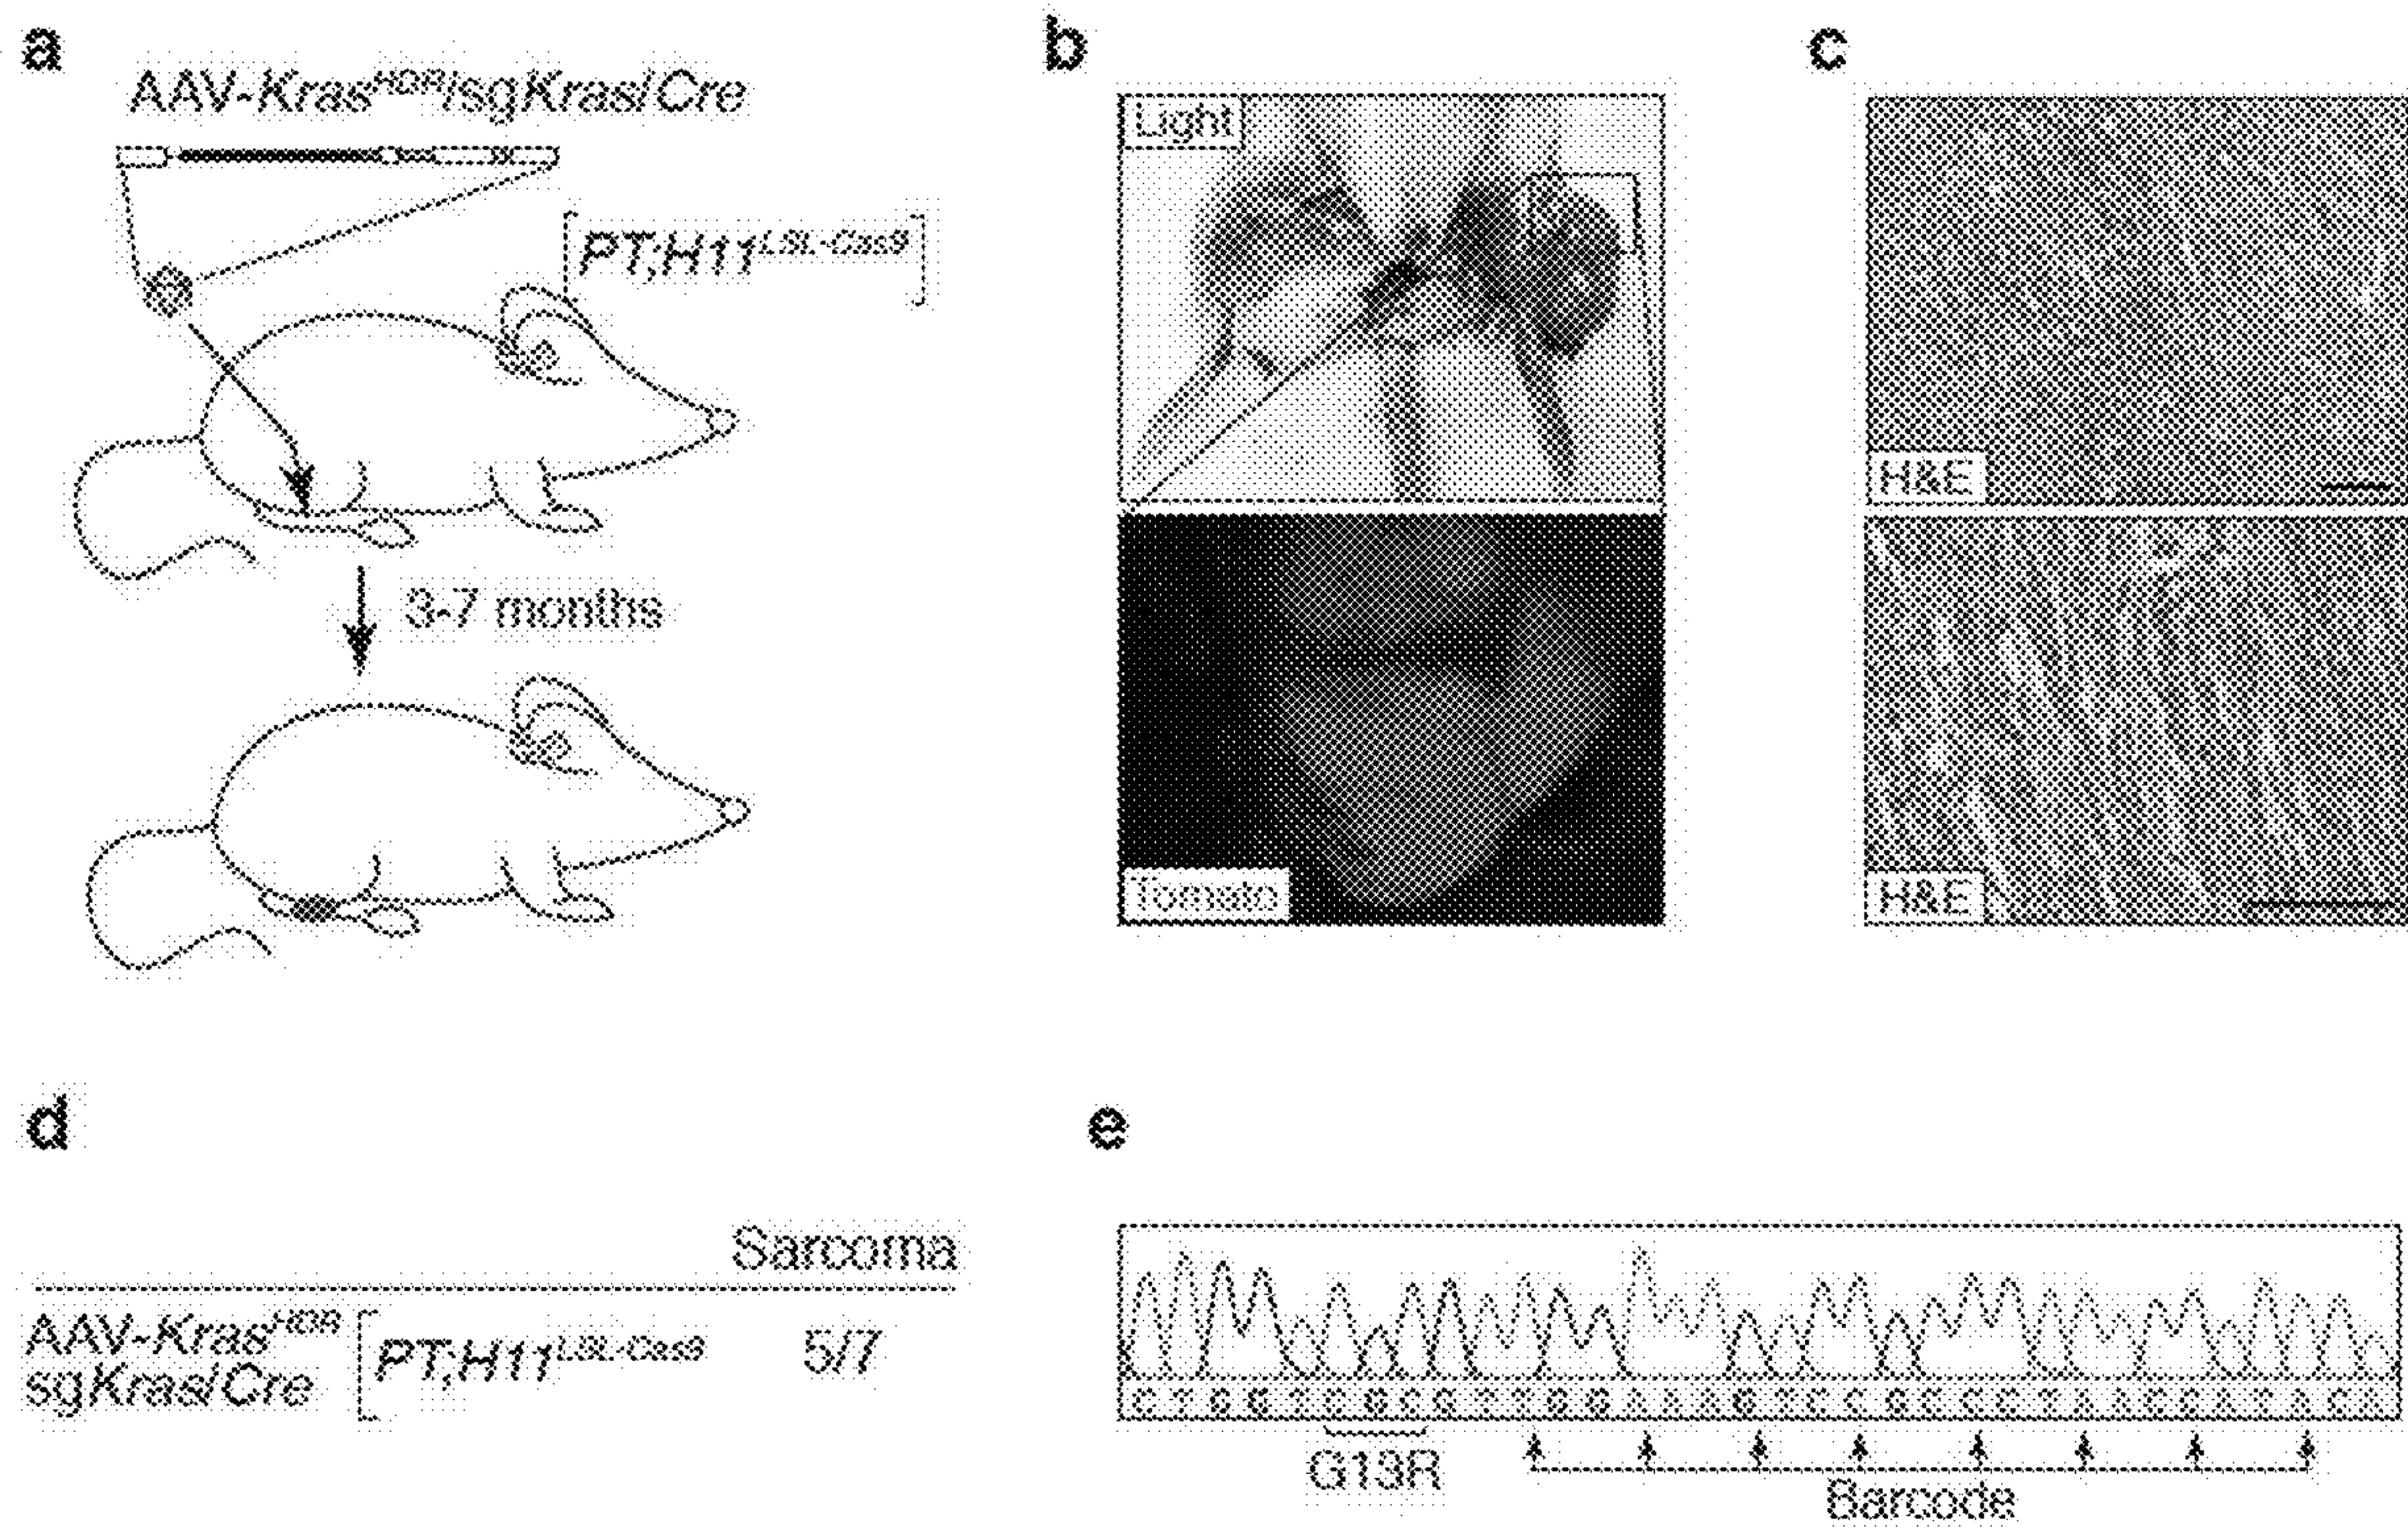 a
AAV-Kras^HDR/sgKras/Cre
[PT;H11^LSL-Cas9]
3-7 months
b
Light
Tomato
c
H&E
H&E
d
Sarcoma
AAV-Kras^HDR
sgKras/Cre
[PT;H11^LSL-Cas9
5/7
e
G13R
Barcode